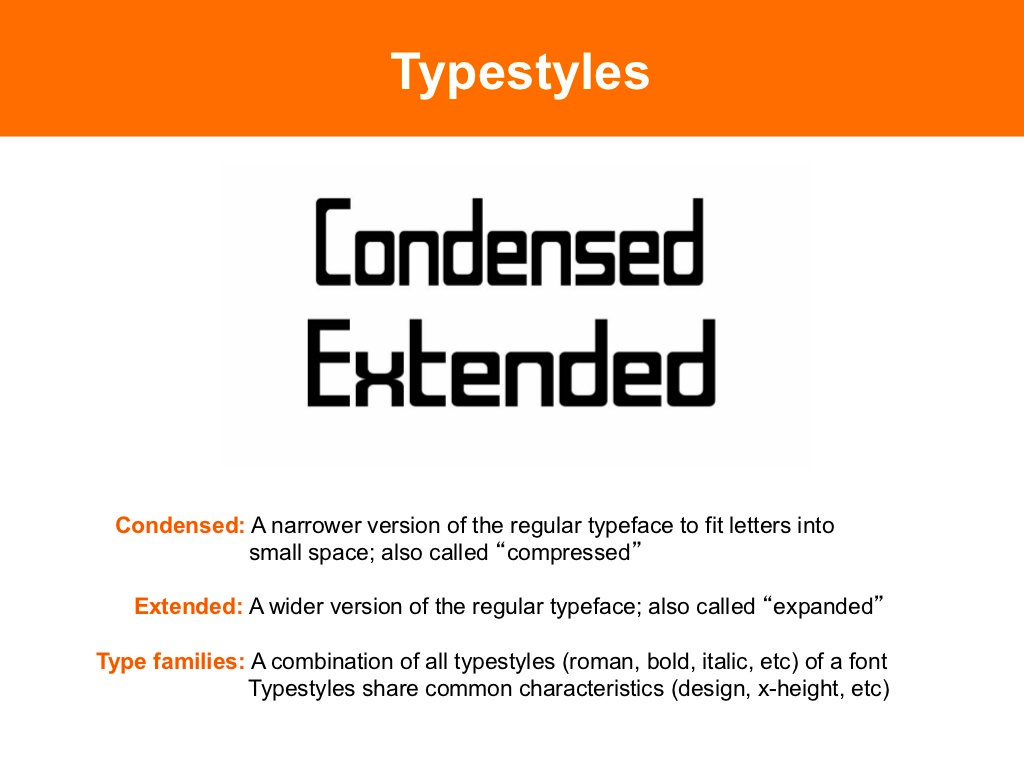 Typestyles
Condensed
Extended
Condensed: A narrower version of the regular typeface to fit letters into
small space; also called “compressed”
Extended: A wider version of the regular typeface; also called “expanded”
Type families: A combination of all typestyles (roman, bold, italic, etc) of a font
Typestyles share common characteristics (design, x-height, etc)